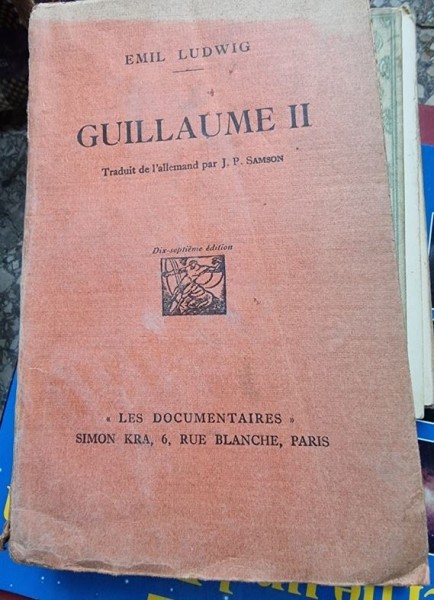 EMIL LUDWIG
GUILLAUME II
Traduit de l'allemand par J. P. SAMSON
Dix-septième édition
« LES DOCUMENTAIRES »
SIMON KRA, 6, RUE BLANCHE, PARIS